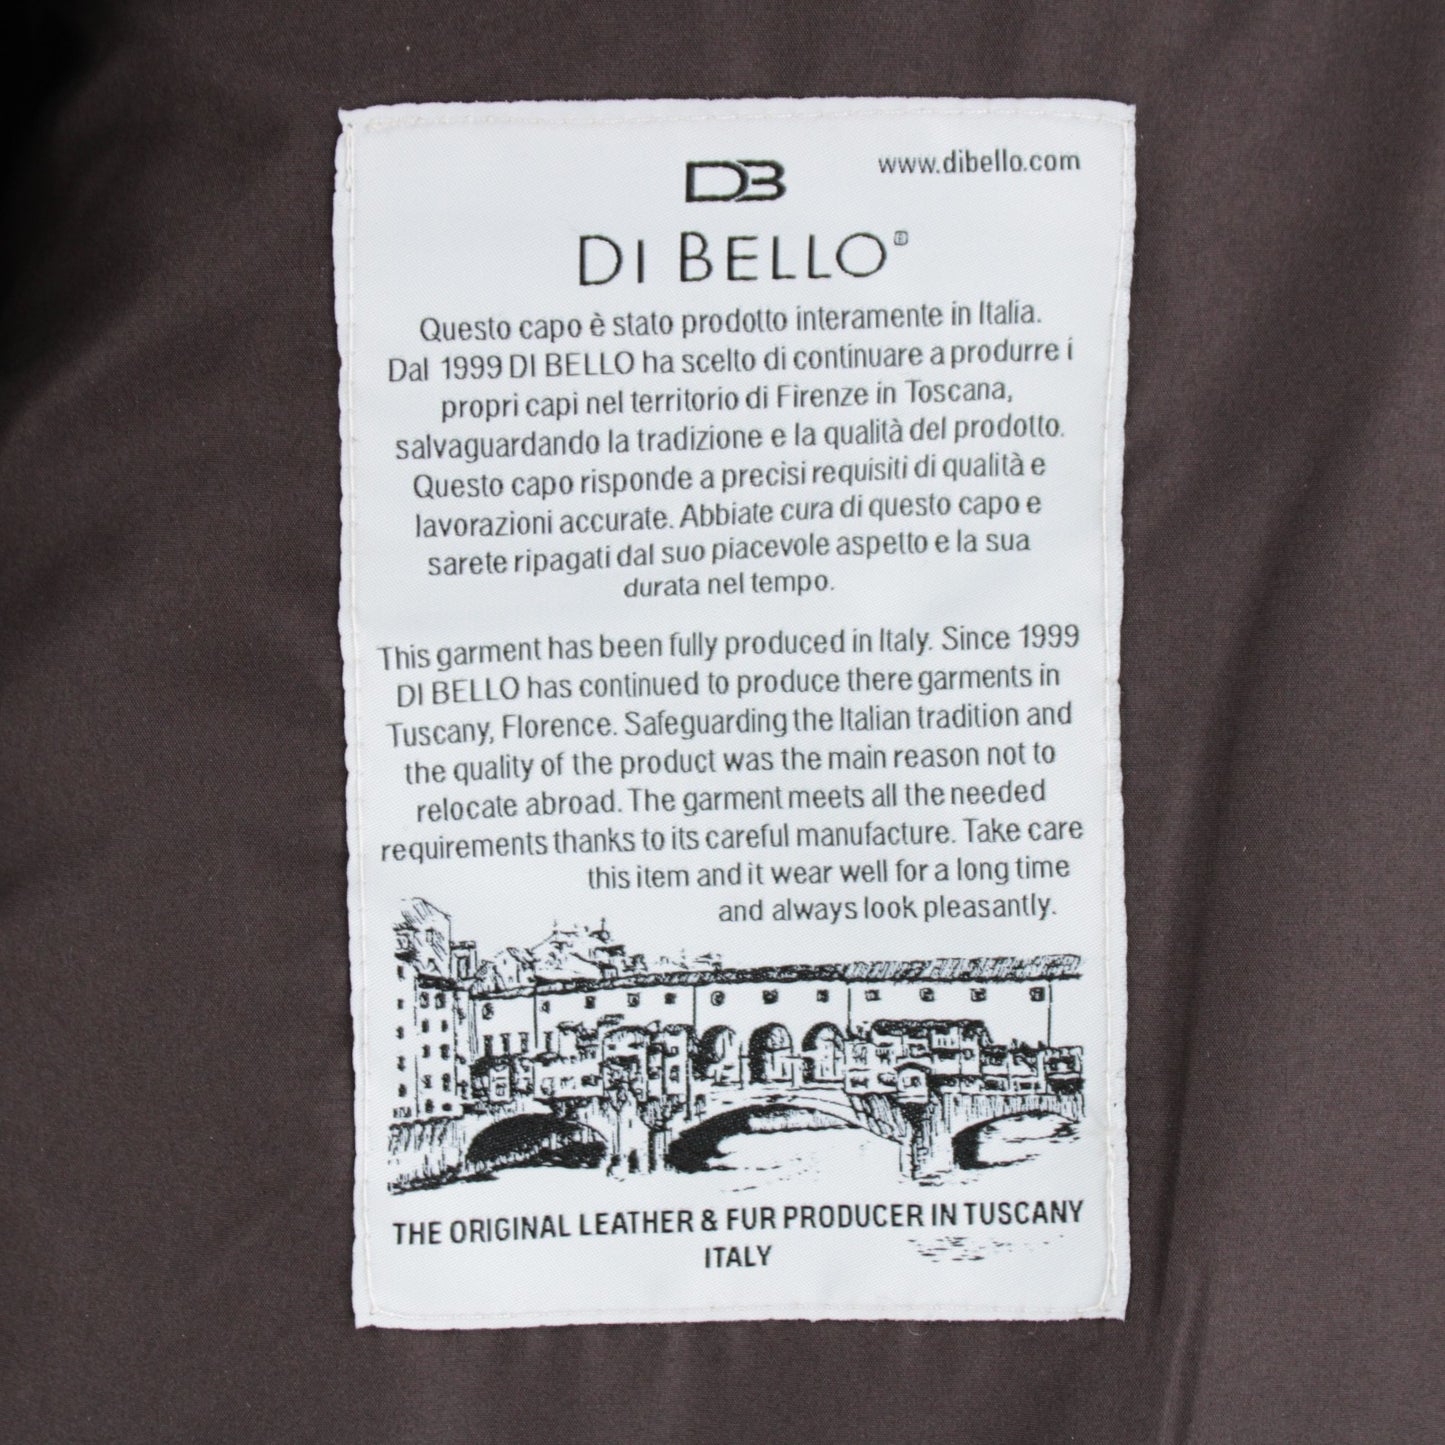 DB
www.dibello.com
DI BELLO®
Questo capo è stato prodotto interamente in Italia.
Dal 1999 DI BELLO ha scelto di continuare a produrre i
propri capi nel territorio di Firenze in Toscana,
salvaguardando la tradizione e la qualità del prodotto.
Questo capo risponde a precisi requisiti di qualità e
lavorazioni accurate. Abbiate cura di questo capo e
sarete ripagati dal suo piacevole aspetto e la sua
durata nel tempo.
This garment has been fully produced in Italy. Since 1999
DI BELLO has continued to produce there garments in
Tuscany, Florence. Safeguarding the Italian tradition and
the quality of the product was the main reason not to
relocate abroad. The garment meets all the needed
requirements thanks to its careful manufacture. Take care
this item and it wear well for a long time
and always look pleasantly.
THE ORIGINAL LEATHER & FUR PRODUCER IN TUSCANY
ITALY